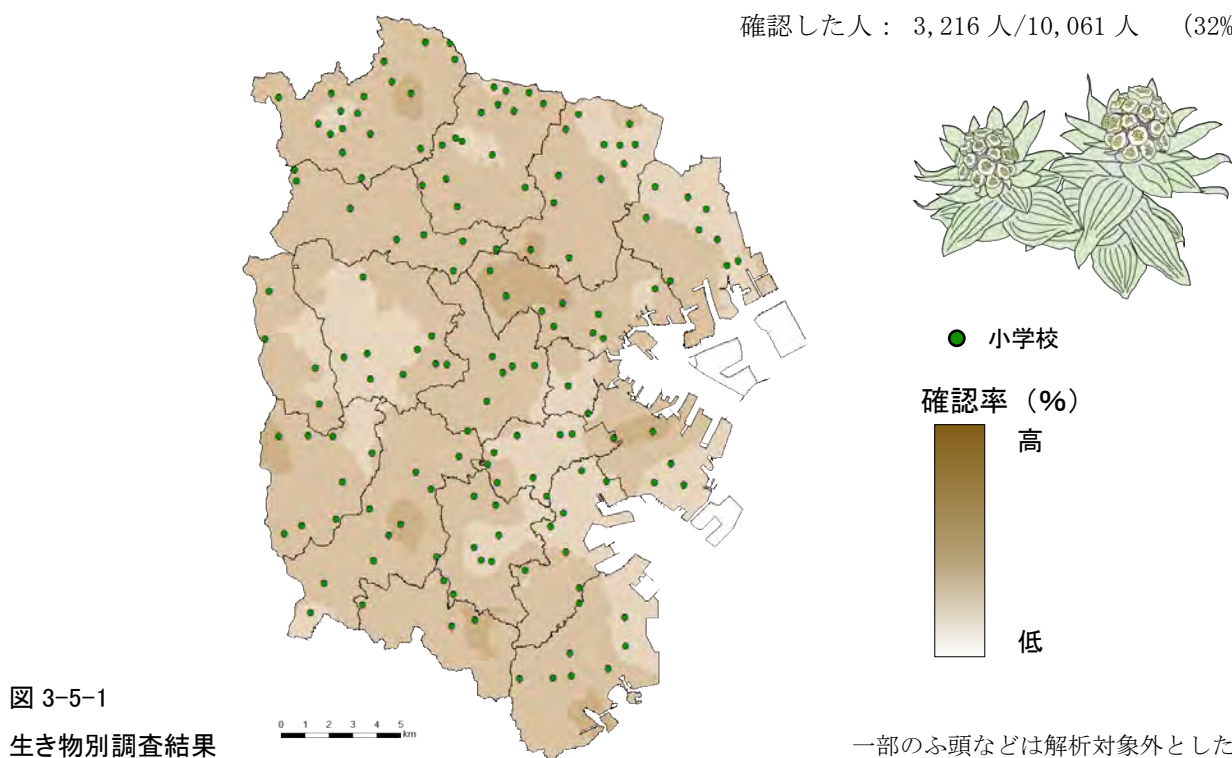 確認した人： 3,216 人/10,061 人 （32%
小学校
確認率（%）
高
低
図 3-5-1
生き物別調査結果
0 1 2 3 4 5
km
一部のふ頭などは解析対象外とした